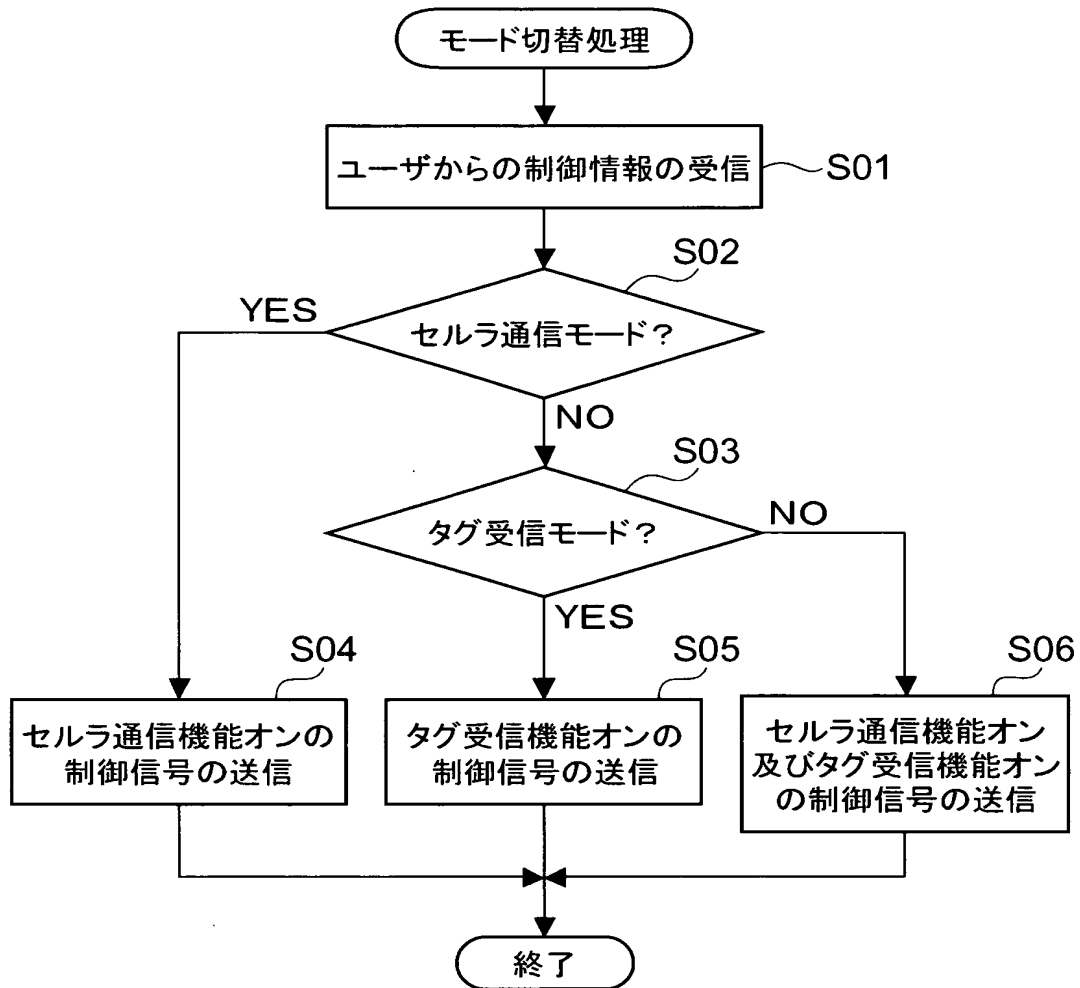 モード切替処理
ユーザからの制御情報の受信
S01
S02
YES
セルラ通信モード？
NO
S03
タグ受信モード？
NO
YES
S04
セルラ通信機能オンの
制御信号の送信
S05
タグ受信機能オンの
制御信号の送信
S06
セルラ通信機能オン
及びタグ受信機能オン
の制御信号の送信
終了